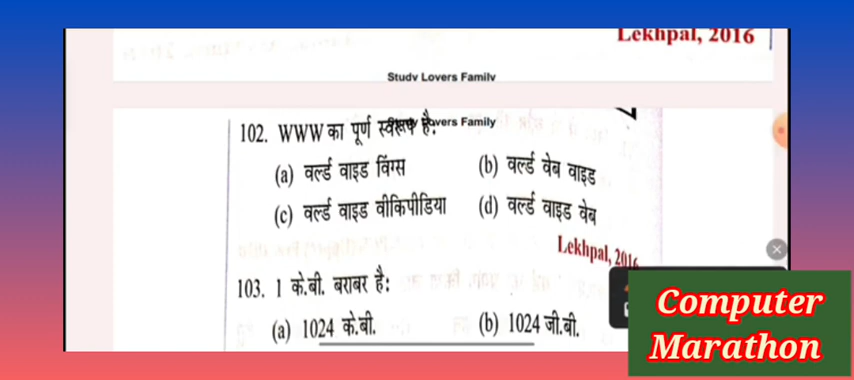 Lekhpal, 2016
Study Lovers Family
Study Lovers Family
102. WWW का पूर्ण स्वरूप है:
(a) वर्ल्ड वाइड विंग्स (b) वर्ल्ड वेब वाइड
(c) वर्ल्ड वाइड वीकिपीडिया (d) वर्ल्ड वाइड वेब
Lekhpal, 2016
103. 1 के.बी. बराबर है:
(a) 1024 के.बी. (b) 1024 जी.बी.
Computer
Marathon